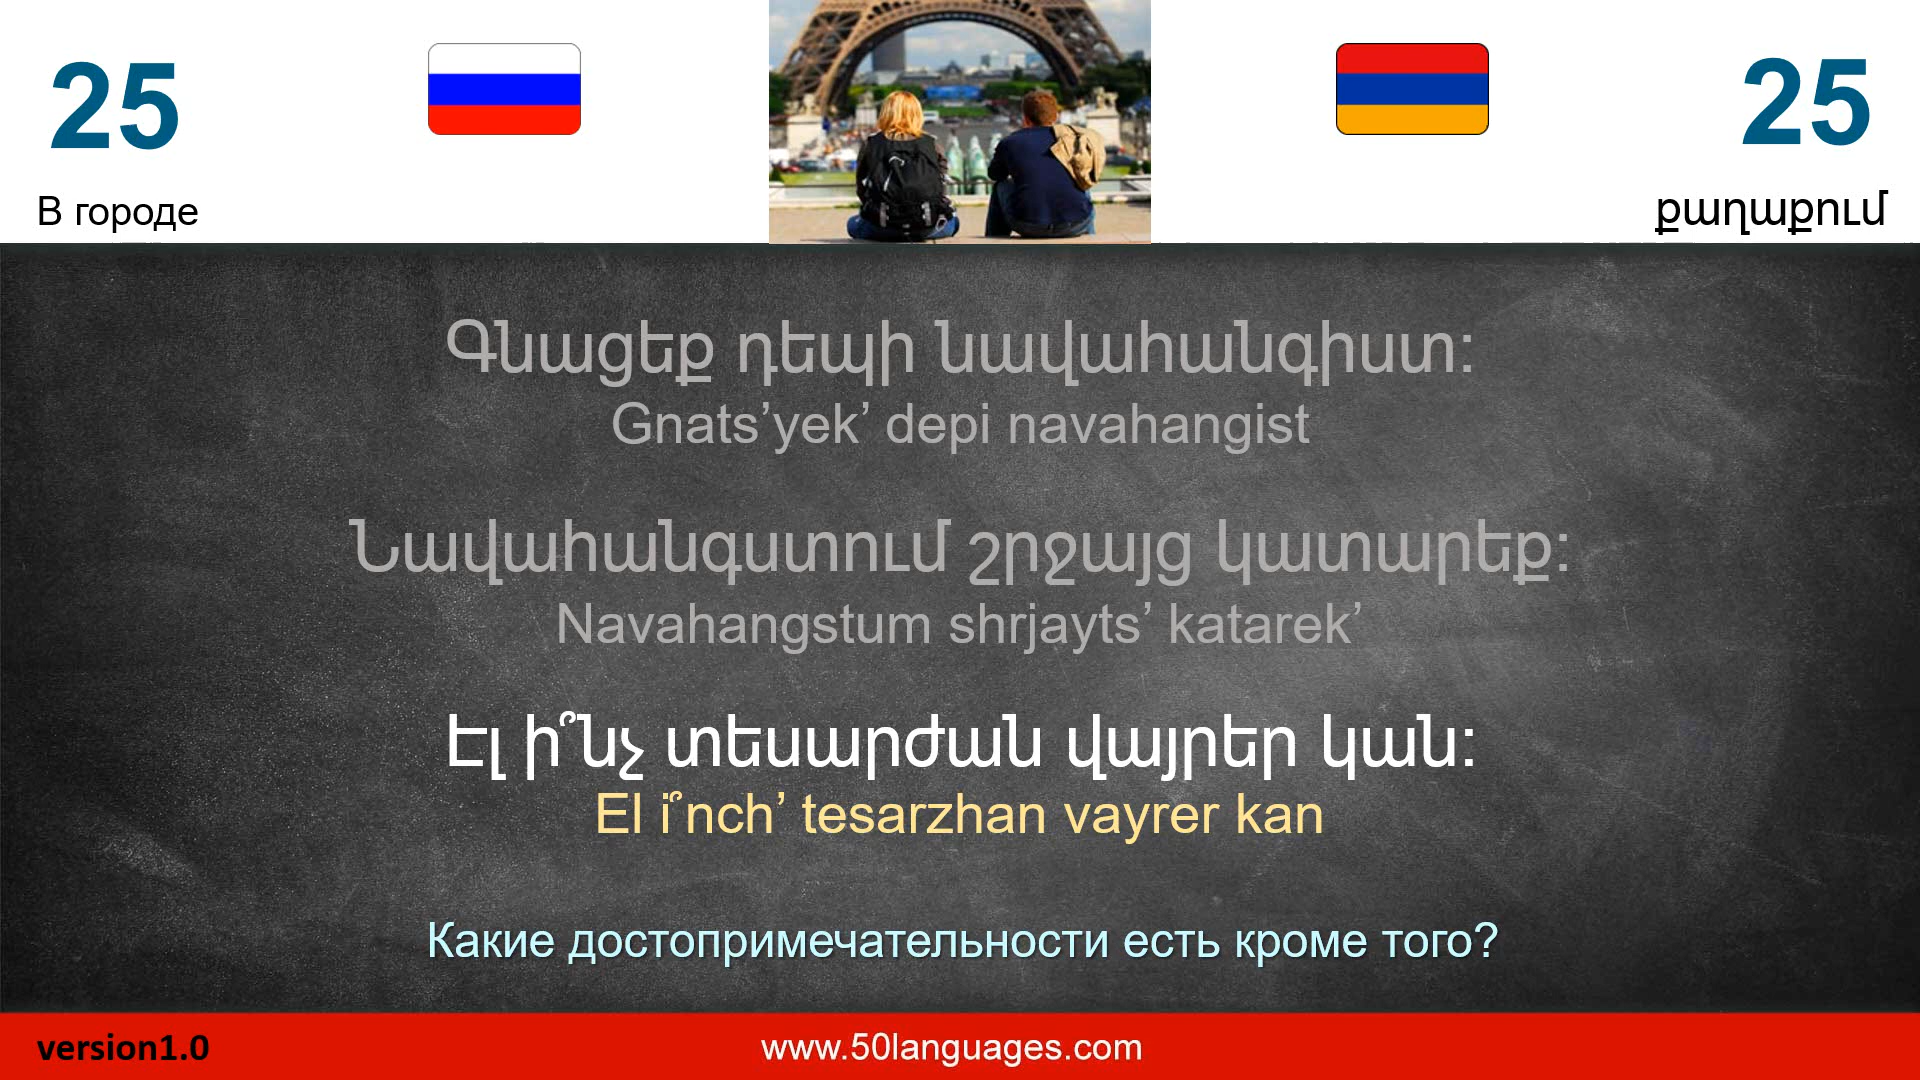 25
25
В городе
քաղաքում
Գնացեք դեպի նավահանգիստ:
Gnats’yek’ depi navahangist
Նավահանգստում շրջայց կատարեք:
Navahangstum shrjayts’ katarek’
Էլ ի՞նչ տեսարժան վայրեր կան:
El i՞nch’ tesarzhan vayrer kan
Какие достопримечательности есть кроме того?
version1.0
www.50languages.com